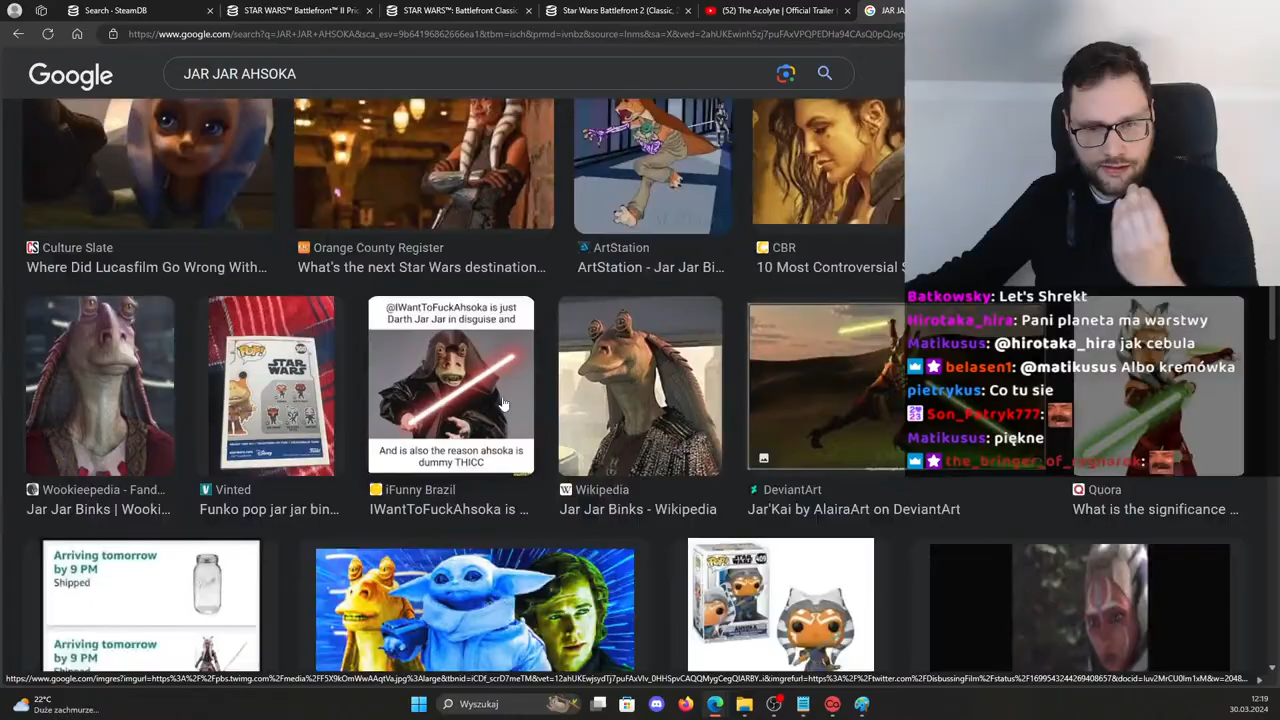 Search - SteamDB
STAR WARS™ Battlefront™ II Pric
STAR WARS™: Battlefront Classic
Star Wars: Battlefront 2 (Classic,
(52) The Acolyte | Official Trailer
JAR JA
Google
JAR JAR AHSOKA
Culture Slate
Where Did Lucasfilm Go Wrong With...
Orange County Register
What's the next Star Wars destination...
ArtStation
ArtStation - Jar Jar Bi...
CBR
10 Most Controversial S
Batkowsky: Let's Shrekt
Hirotaka_hira: Pani planeta ma warstwy
Matikusus: @hirotaka_hira jak cebula
belasen1: @matikusus Albo kremówka
pietrykus: Co tu sie
Son_Patryk777:
Matikusus: piękne
the_bringer_of_ragnarok:
POP!
STAR WARS
@IWantToFuckAhsoka is just
Darth Jar Jar in disguise and
And is also the reason ahsoka is
dummy THICC
Wookieepedia - Fand...
Jar Jar Binks | Wooki...
Vinted
Funko pop jar jar bin...
iFunny Brazil
IWantToFuckAhsoka is ...
Wikipedia
Jar Jar Binks - Wikipedia
DeviantArt
Jar'Kai by AlairaArt on DeviantArt
Quora
What is the significance ...
Arriving tomorrow
by 9 PM
Shipped
Arriving tomorrow
by 9 PM
Shipped
POP!
STAR WARS
22°C
Duże zachmurze...
Wyszukaj
12:19
30.03.2024